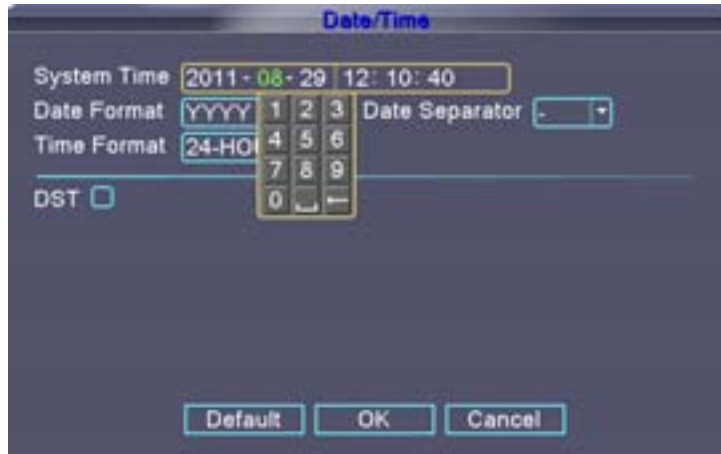 Date/Time
System Time 2011-08-29 12:10:40
Date Format YYYY Date Separator -
Time Format 24-HO
1 2 3
4 5 6
7 8 9
0
DST
Default OK Cancel